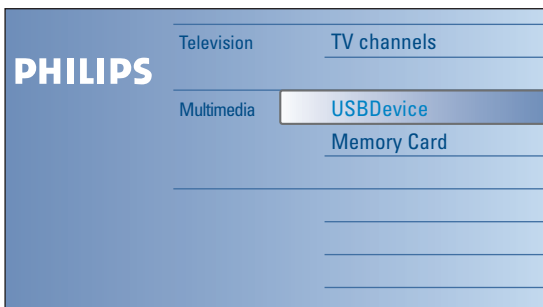 Television TV channels
PHILIPS
Multimedia USBDevice
Memory Card